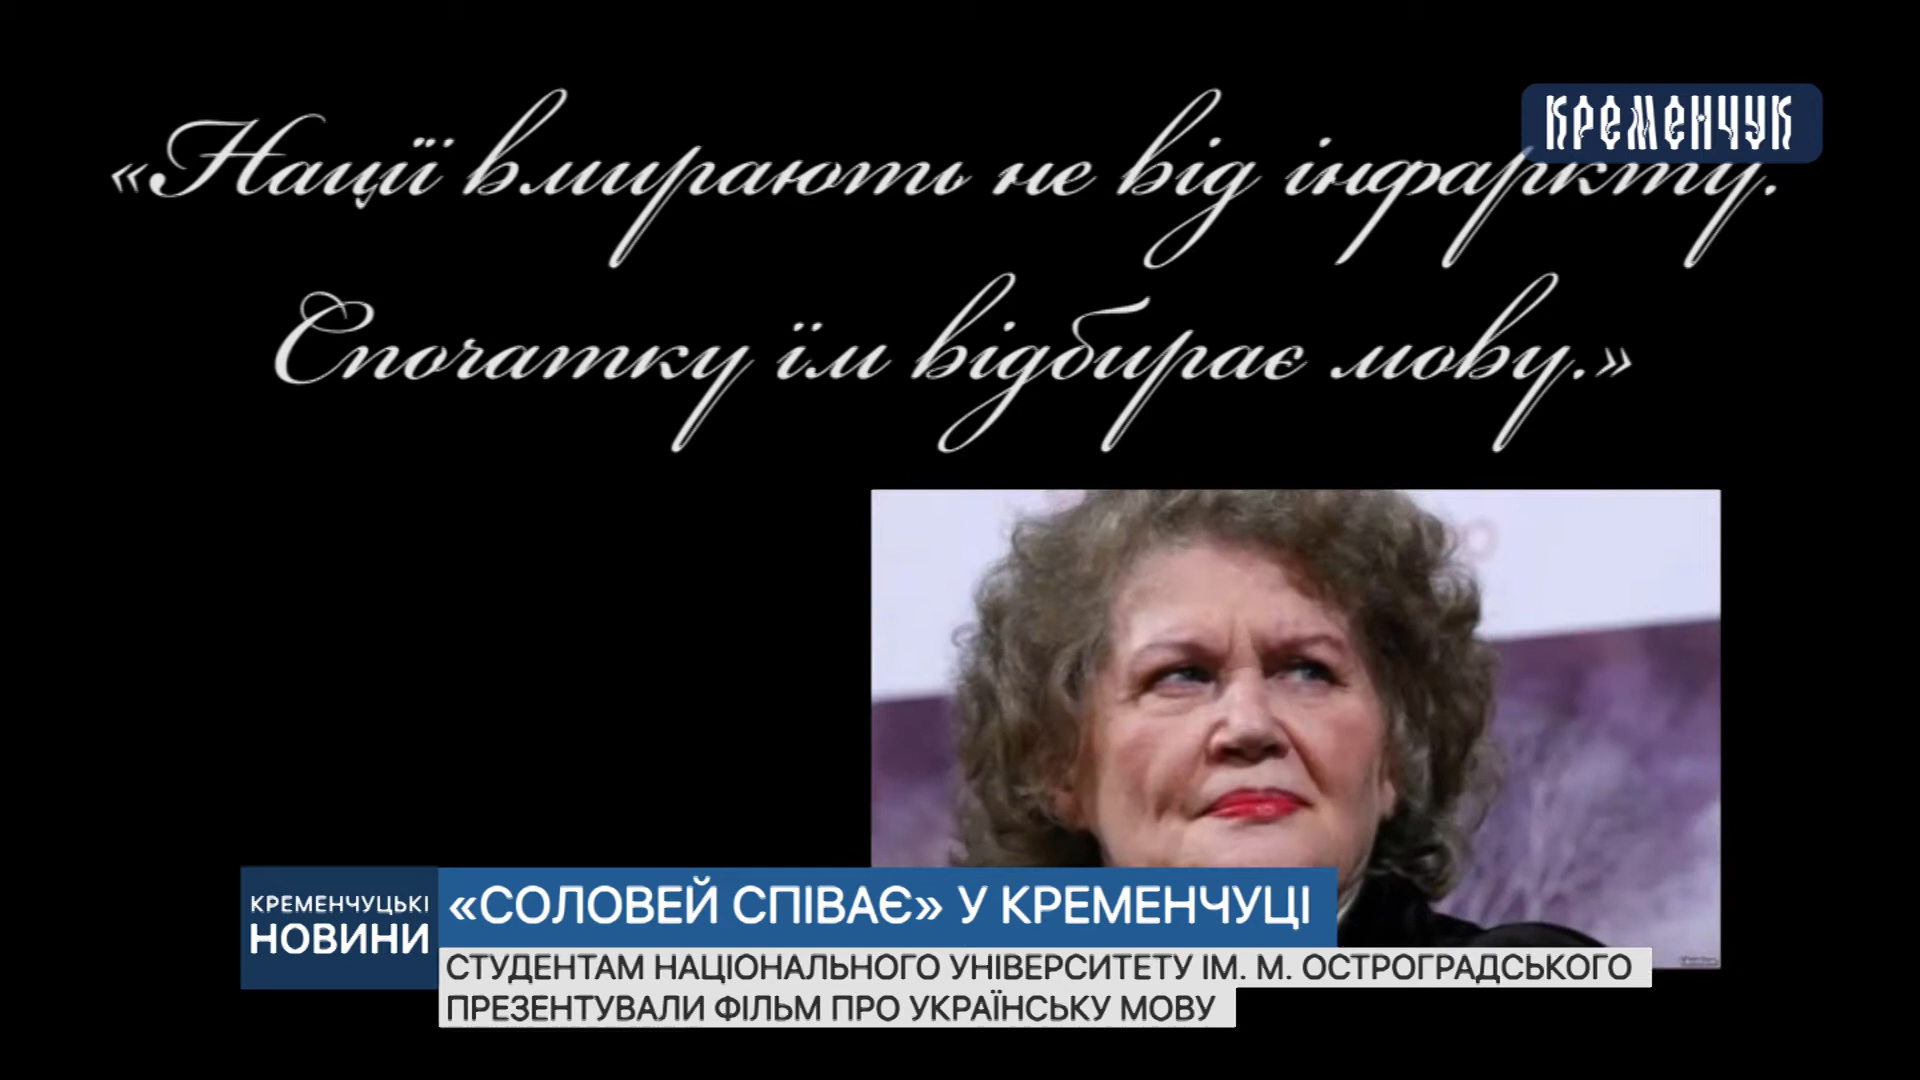 КРЕМЕНЧУК
«Нації вмирають не від інфаркту.
Спочатку їм відбирає мову.»
КРЕМЕНЧУЦЬКІ
НОВИНИ
«СОЛОВЕЙ СПІВАЄ» У КРЕМЕНЧУЦІ
СТУДЕНТАМ НАЦІОНАЛЬНОГО УНІВЕРСИТЕТУ ІМ. М. ОСТРОГРАДСЬКОГО
ПРЕЗЕНТУВАЛИ ФІЛЬМ ПРО УКРАЇНСЬКУ МОВУ